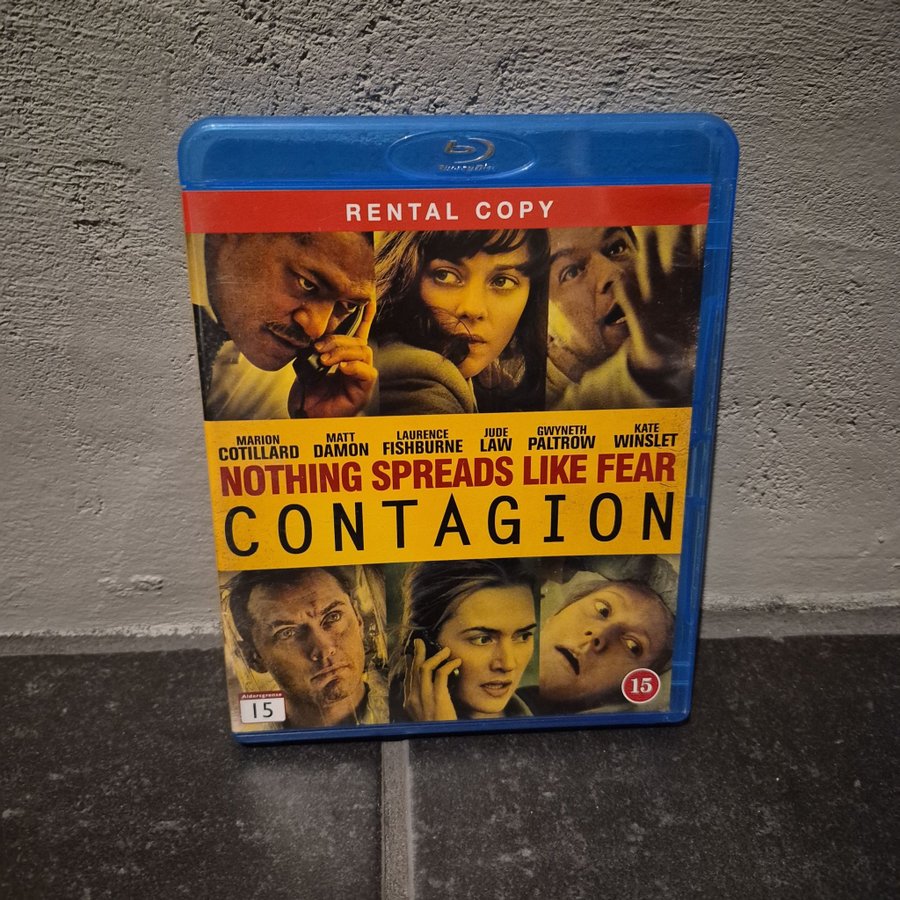 RENTAL COPY
MARION COTILLARD
MATT DAMON
LAURENCE FISHBURNE
JUDE LAW
GWYNETH PALTROW
KATE WINSLET
NOTHING SPREADS LIKE FEAR
CONTAGION
Aldersgrense
15
15